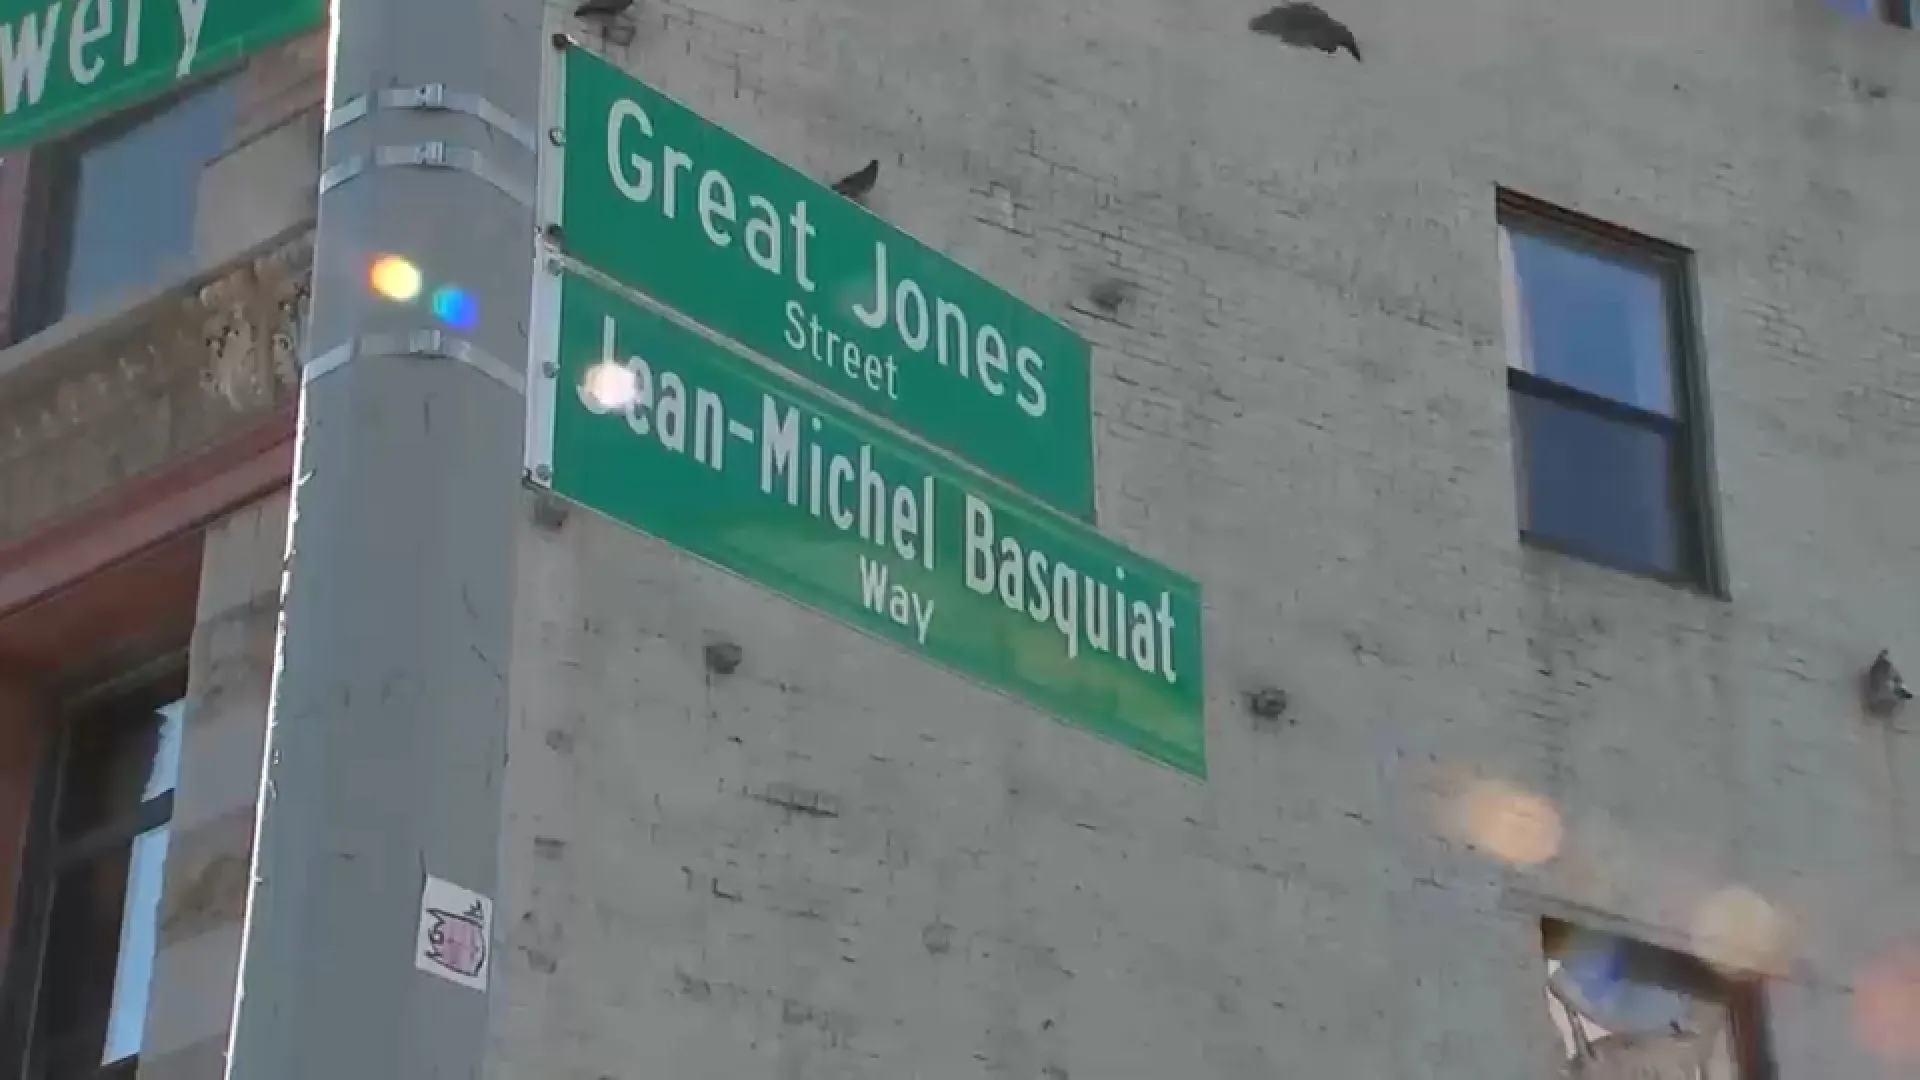 wery
Great Jones
Street
Jean-Michel Basquiat
Way